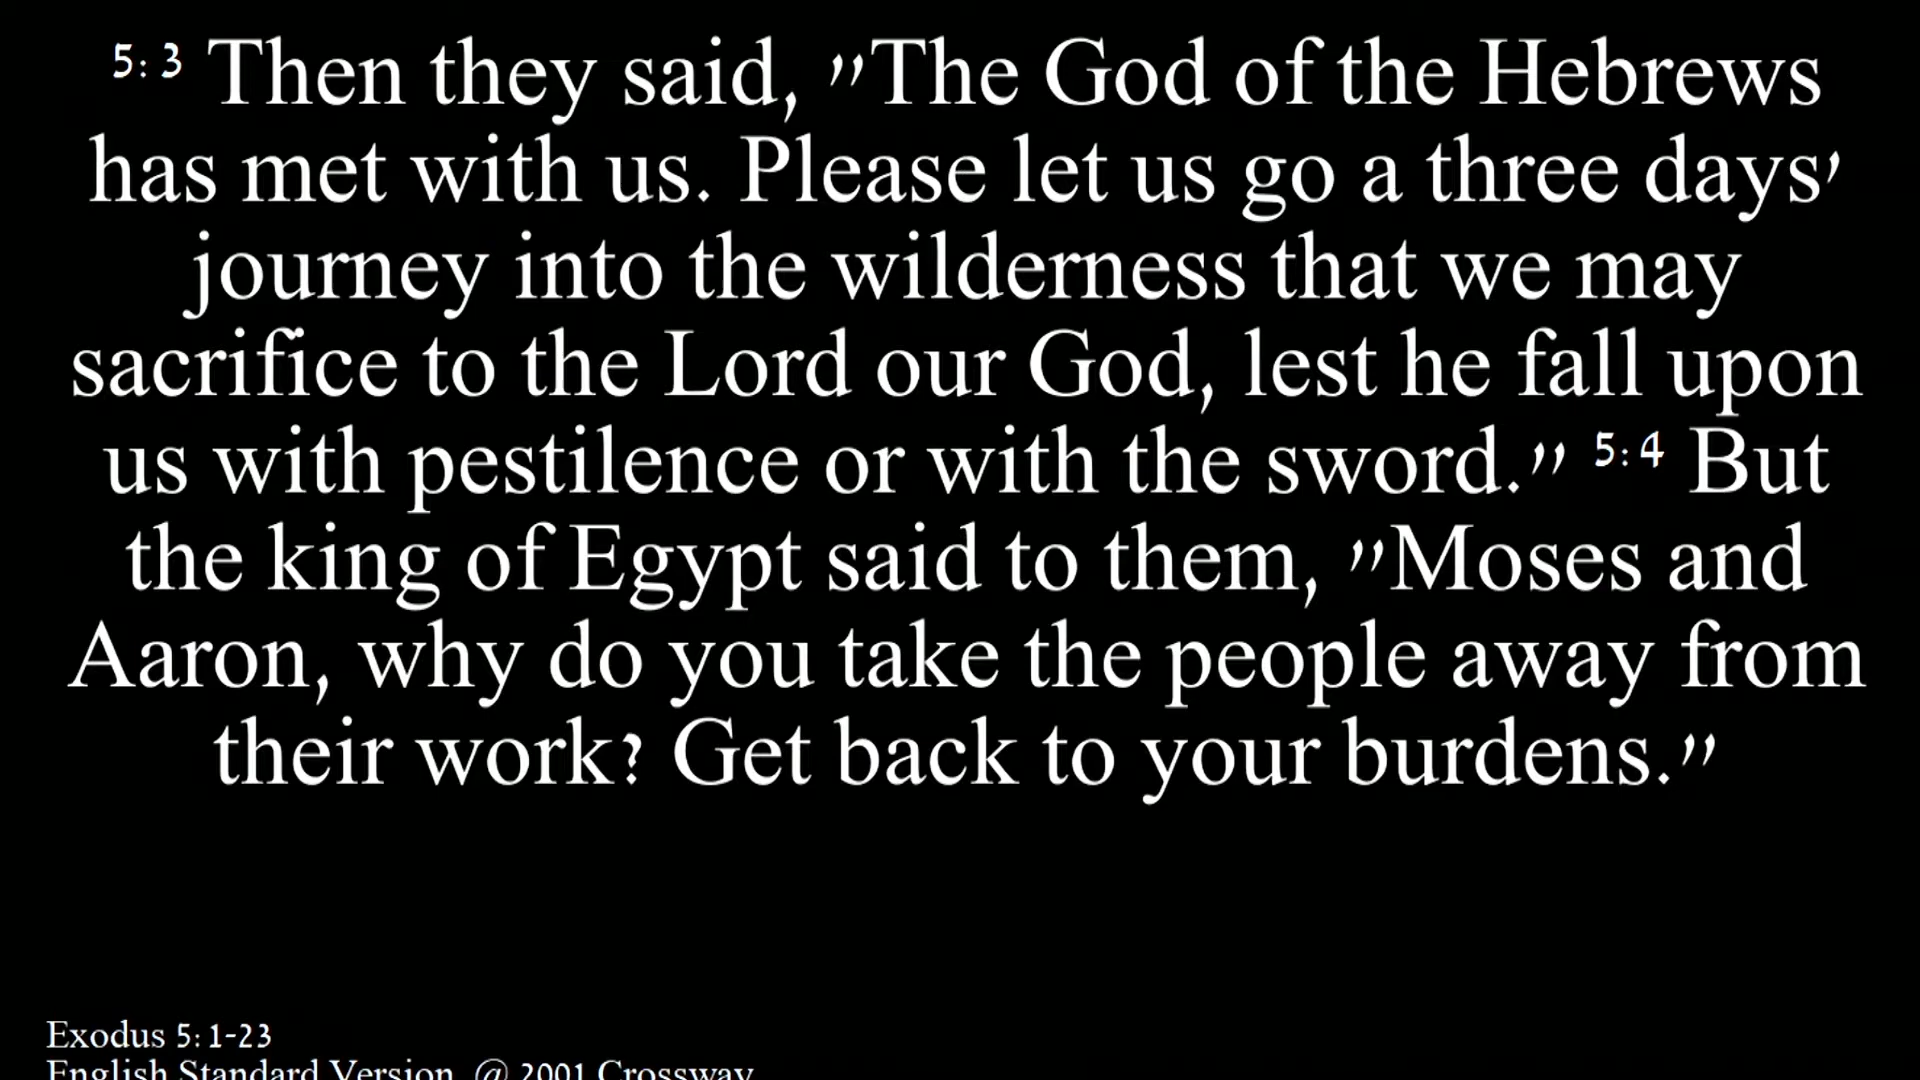 5:3 Then they said, "The God of the Hebrews
has met with us. Please let us go a three days'
journey into the wilderness that we may
sacrifice to the Lord our God, lest he fall upon
us with pestilence or with the sword." 5:4 But
the king of Egypt said to them, "Moses and
Aaron, why do you take the people away from
their work? Get back to your burdens."
Exodus 5:1-23
English Standard Version, @ 2001 Crossway